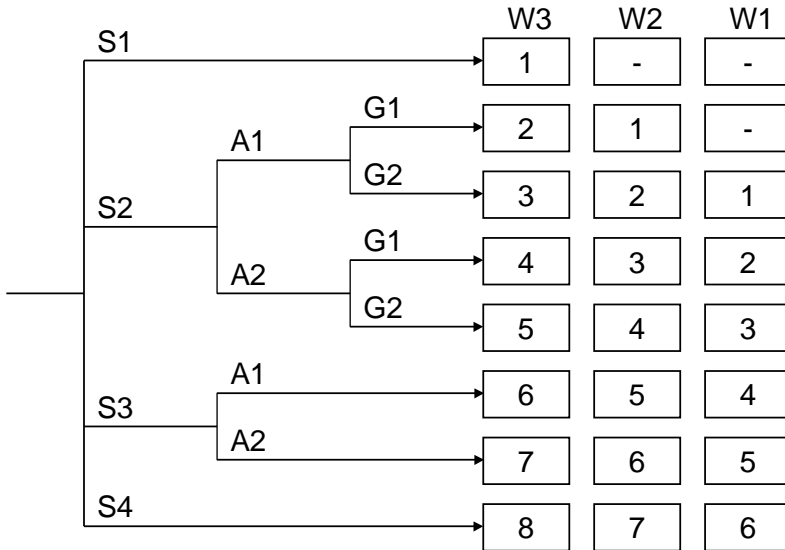 W3 W2 W1
S1 1 - -
G1 2 1 -
A1
G2 3 2 1
S2
G1 4 3 2
A2
G2 5 4 3
A1 6 5 4
S3
A2 7 6 5
S4 8 7 6